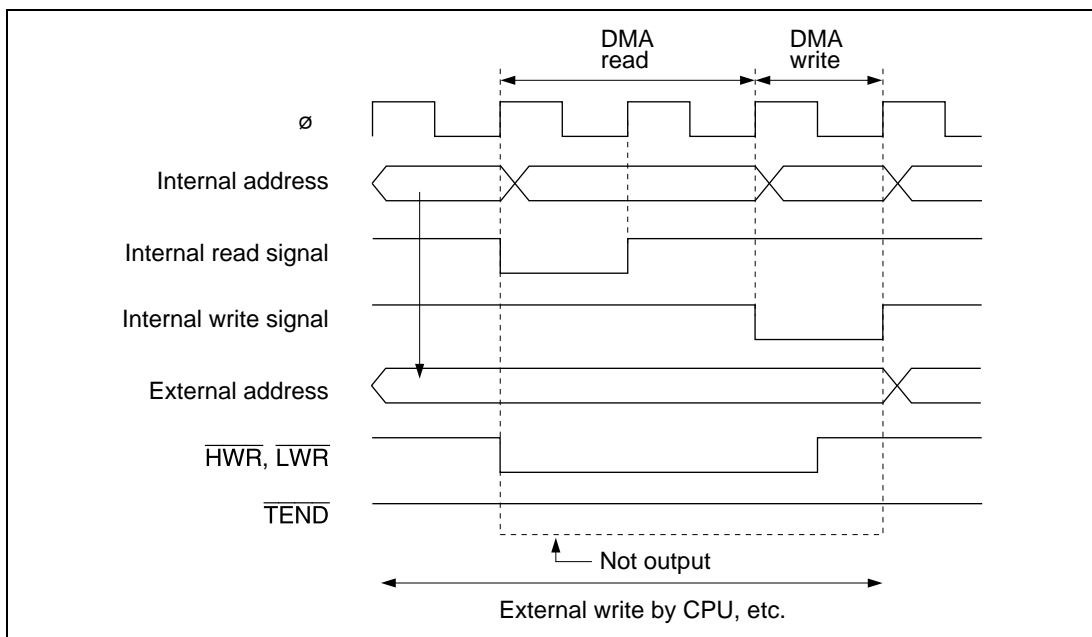 DMA
read
DMA
write
ø
Internal address
Internal read signal
Internal write signal
External address
HWR, LWR
TEND
Not output
External write by CPU, etc.